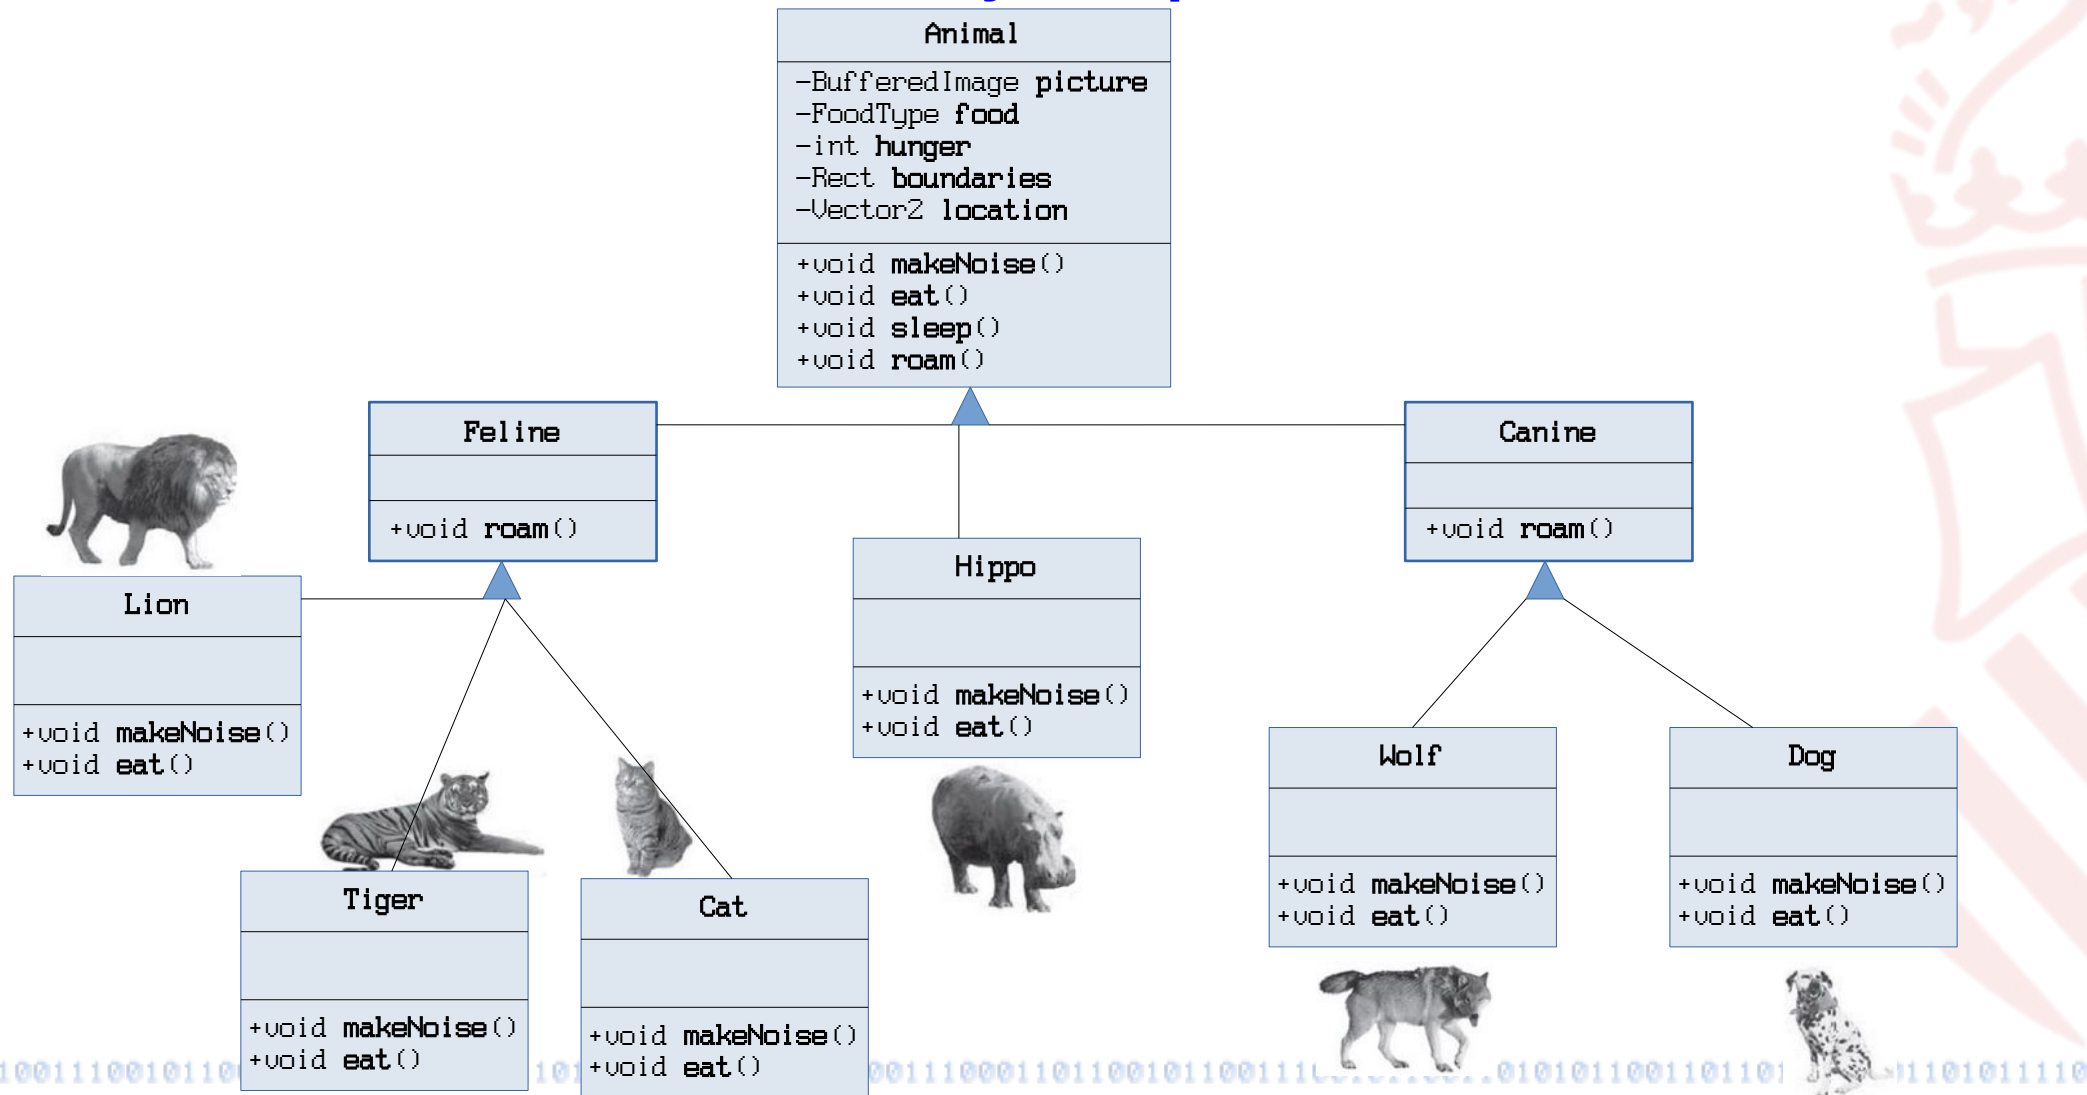 Animal
-BufferedImage picture
-FoodType food
-int hunger
-Rect boundaries
-Vector2 location
+void makeNoise()
+void eat()
+void sleep()
+void roam()
Feline
+void roam()
Canine
+void roam()
Hippo
+void makeNoise()
+void eat()
Lion
+void makeNoise()
+void eat()
Wolf
+void makeNoise()
+void eat()
Dog
+void makeNoise()
+void eat()
Tiger
+void makeNoise()
+void eat()
Cat
+void makeNoise()
+void eat()